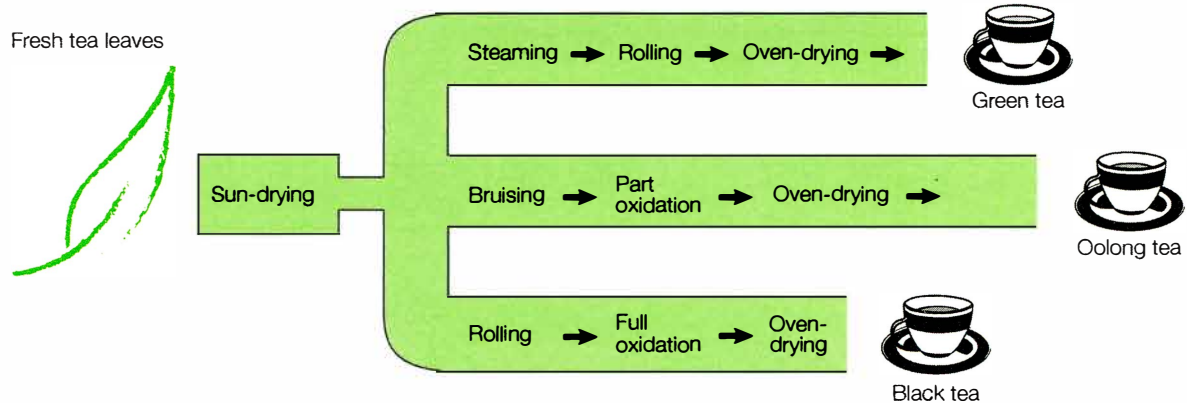 Fresh tea leaves
Steaming Rolling Oven-drying
Green tea
Sun-drying
Bruising Part oxidation Oven-drying
Oolong tea
Rolling Full oxidation Oven-drying
Black tea